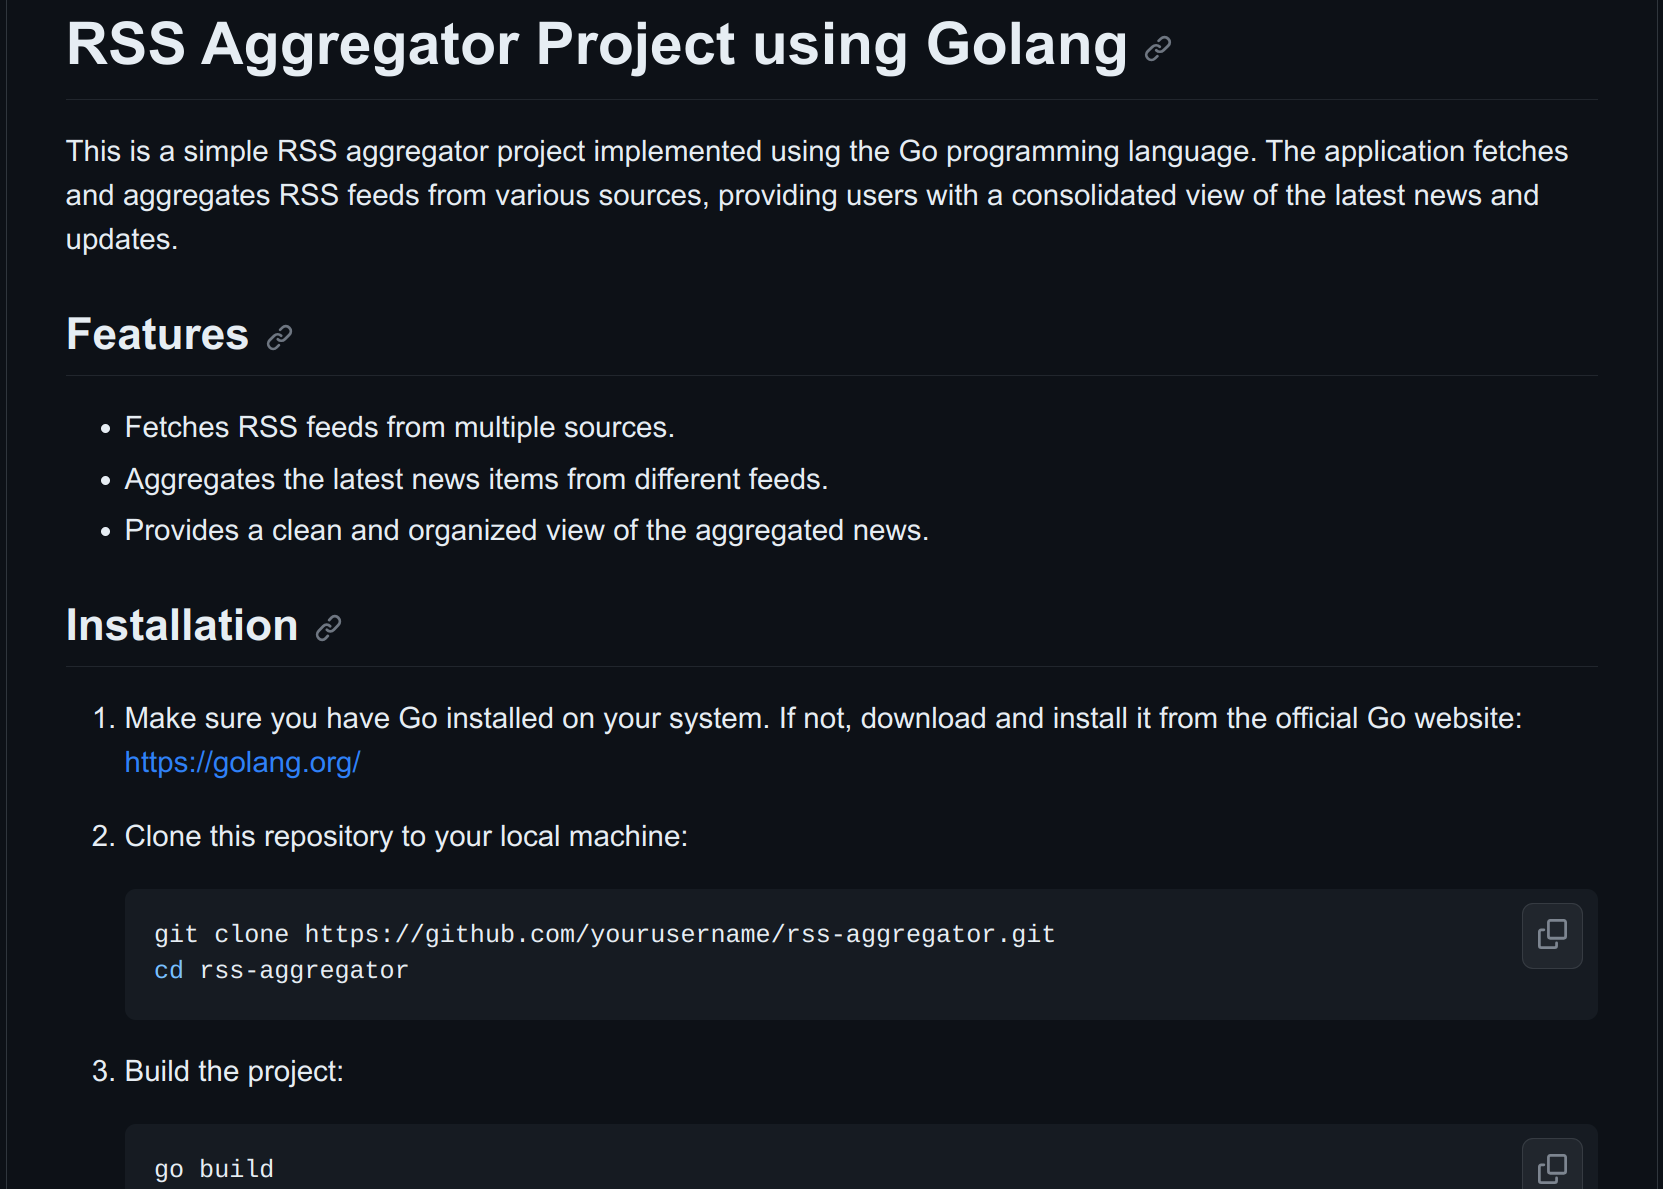 RSS Aggregator Project using Golang
This is a simple RSS aggregator project implemented using the Go programming language. The application fetches
and aggregates RSS feeds from various sources, providing users with a consolidated view of the latest news and
updates.
Features
• Fetches RSS feeds from multiple sources.
• Aggregates the latest news items from different feeds.
• Provides a clean and organized view of the aggregated news.
Installation
1. Make sure you have Go installed on your system. If not, download and install it from the official Go website:
https://golang.org/
2. Clone this repository to your local machine:
git clone https://github.com/yourusername/rss-aggregator.git
cd rss-aggregator
3. Build the project:
go build